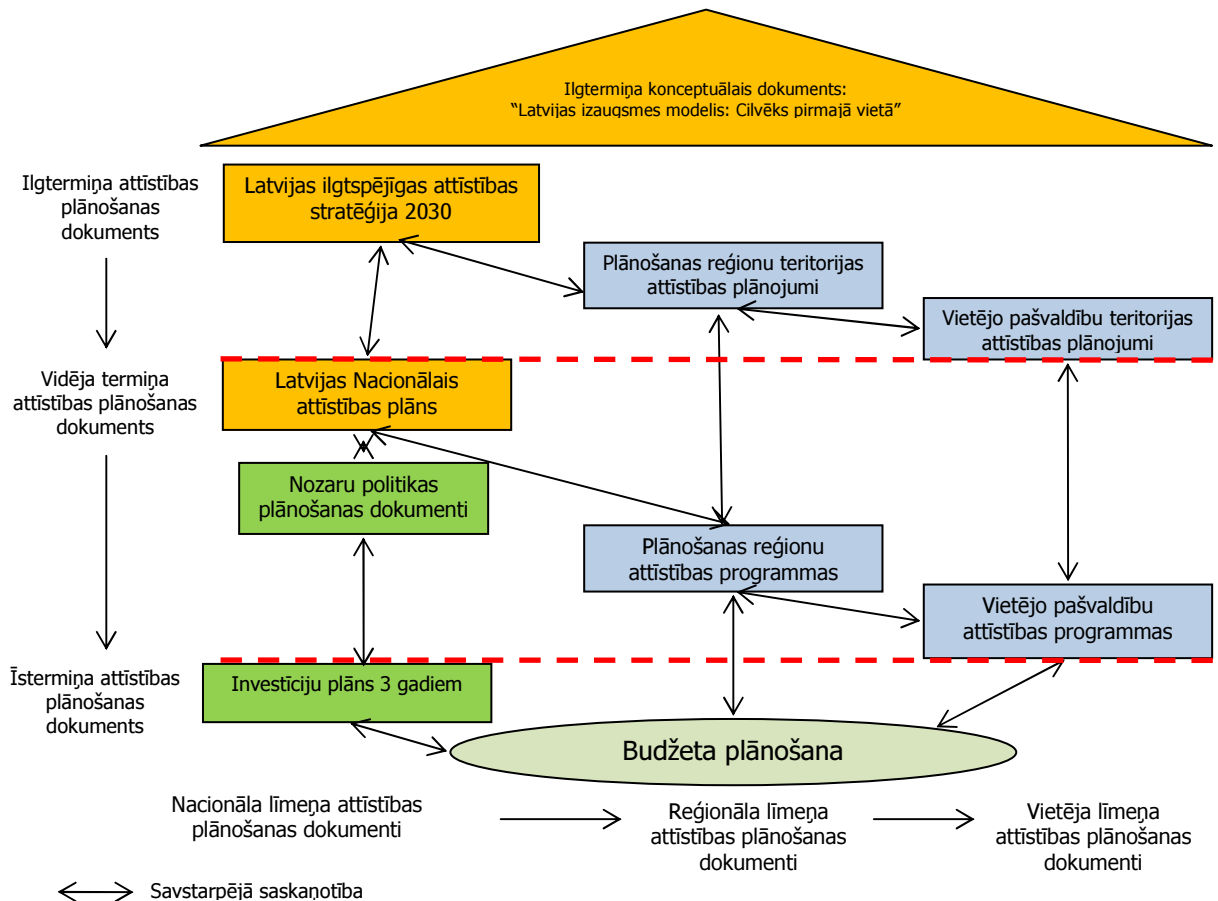 Ilgtermiņa konceptuālais dokuments:
“Latvijas izaugsmes modelis: Cilvēks pirmajā vietā”
Ilgtermiņa attīstības
plānošanas
dokuments
Latvijas ilgtspējīgas attīstības
stratēģija 2030
Plānošanas reģionu teritorijas
attīstības plānojumi
Vietējo pašvaldību teritorijas
attīstības plānojumi
Vidēja termiņa
attīstības plānošanas
dokuments
Latvijas Nacionālais
attīstības plāns
Nozaru politikas
plānošanas dokumenti
Plānošanas reģionu
attīstības programmas
Vietējo pašvaldību
attīstības programmas
Īstermiņa attīstības
plānošanas
dokuments
Investīciju plāns 3 gadiem
Budžeta plānošana
Nacionāla līmeņa attīstības
plānošanas dokumenti
Reģionāla līmeņa
attīstības plānošanas
dokumenti
Vietēja līmeņa
attīstības plānošanas
dokumenti
Savstarpējā saskaņotība